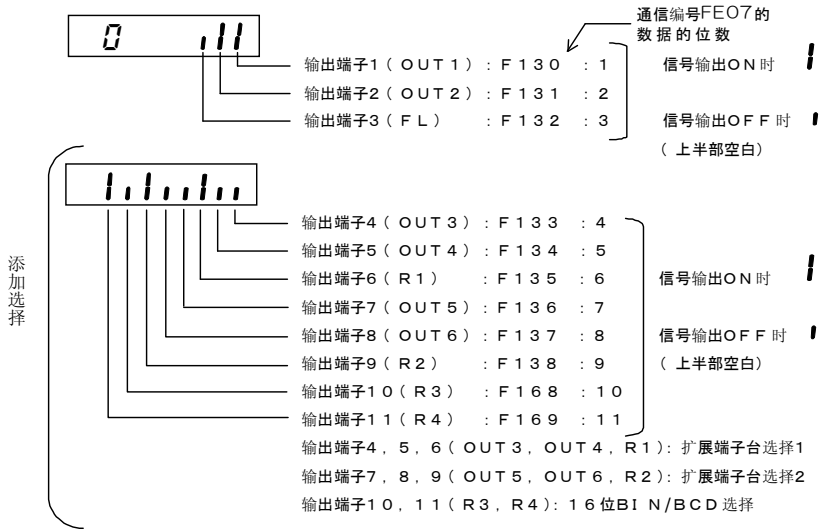 通信编号FE07的
数据的位数
0 ,11
输出端子1(OUT1):F130 :1 信号输出ON时
输出端子2(OUT2):F131 :2
输出端子3(FL) :F132 :3 信号输出OFF时
(上半部空白)
添加选择
输出端子4(OUT3):F133 :4
输出端子5(OUT4):F134 :5
输出端子6(R1) :F135 :6 信号输出ON时
输出端子7(OUT5):F136 :7
输出端子8(OUT6):F137 :8 信号输出OFF时
输出端子9(R2) :F138 :9 (上半部空白)
输出端子10(R3) :F168 :10
输出端子11(R4) :F169 :11
输出端子4,5,6(OUT3,OUT4,R1):扩展端子台选择1
输出端子7,8,9(OUT5,OUT6,R2):扩展端子台选择2
输出端子10,11(R3,R4):16位BIN/BCD选择